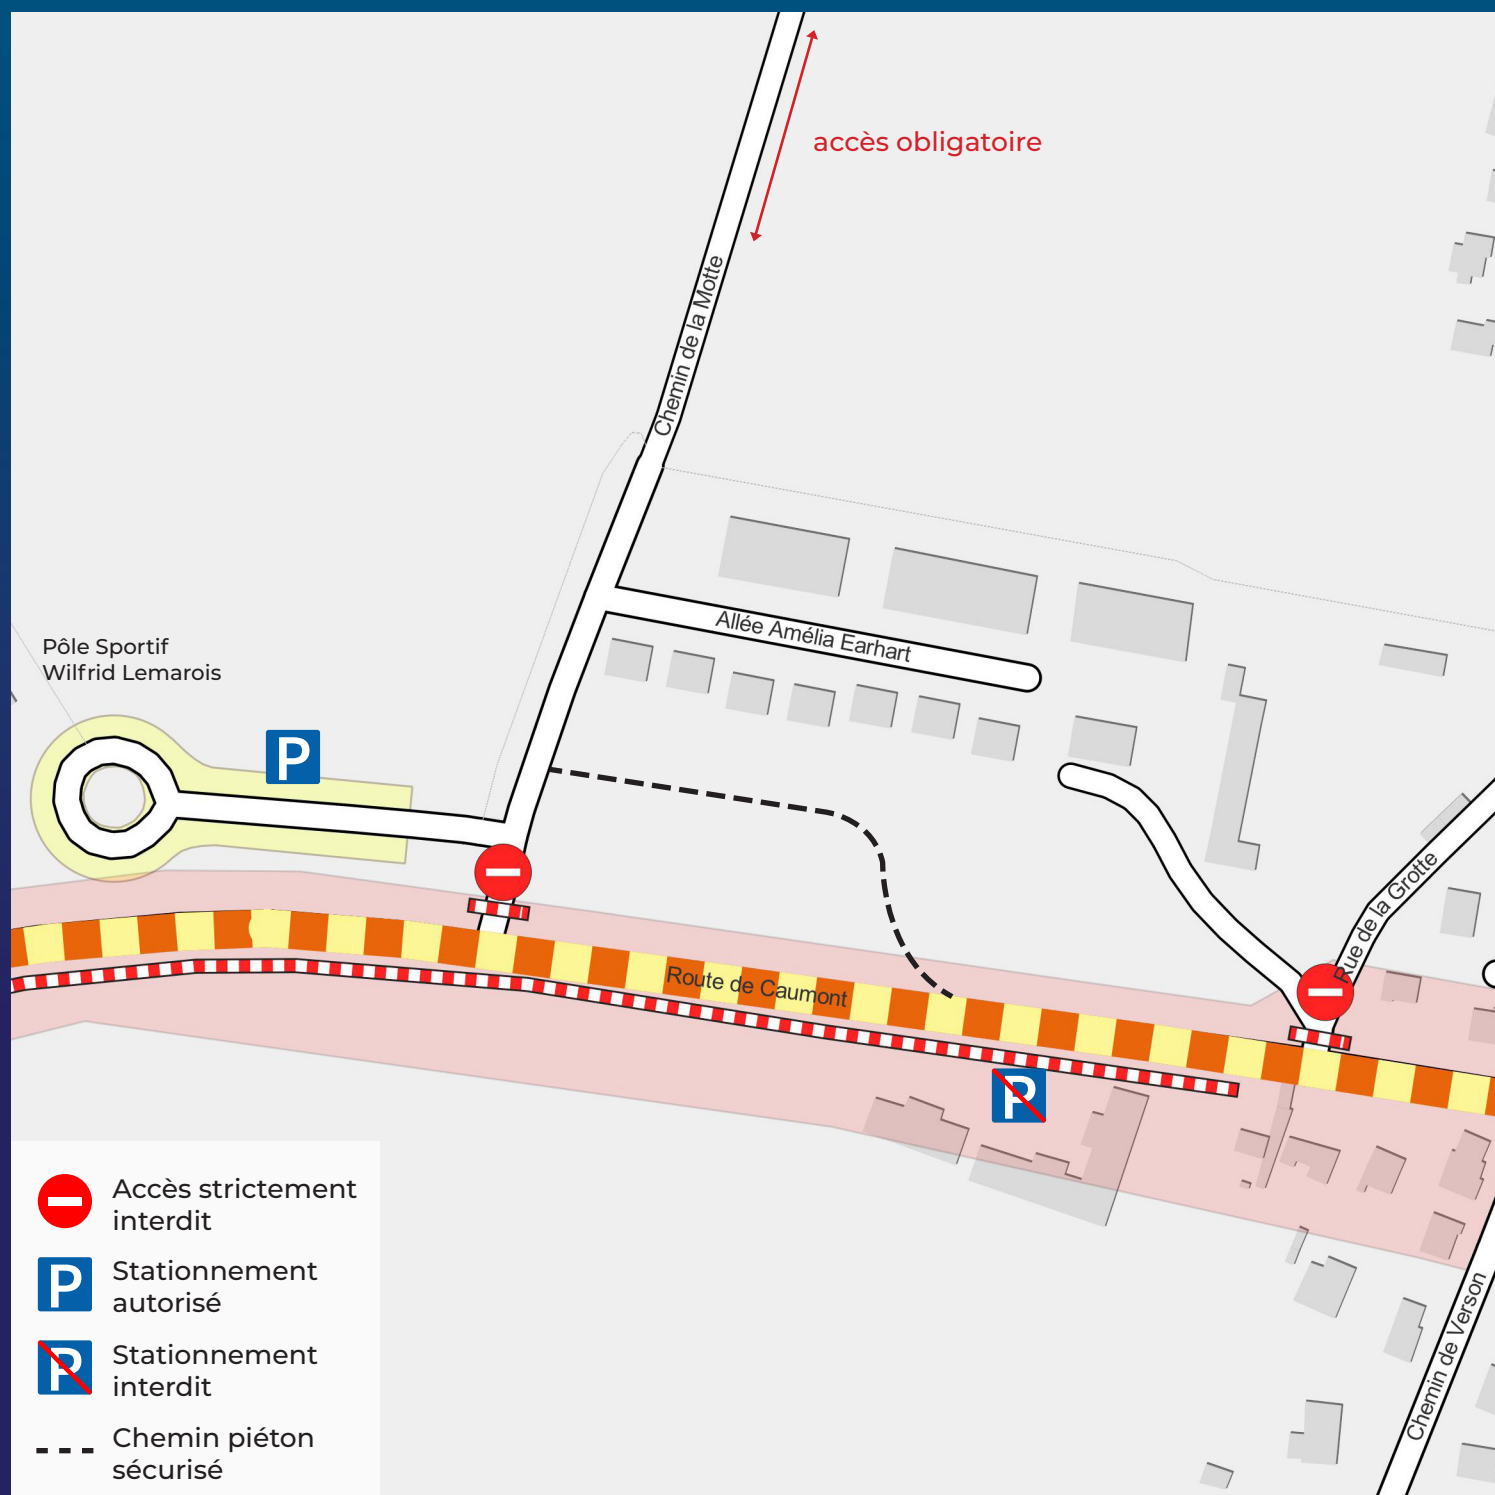 accès obligatoire
Chemin de la Motte
Allée Amélia Earhart
Pôle Sportif
Wilfrid Lemarois
P
Rue de la Grotte
Route de Caumont
P
Chemin de Verson
Accès strictement
interdit
P
Stationnement
autorisé
P
Stationnement
interdit
Chemin piéton
sécurisé